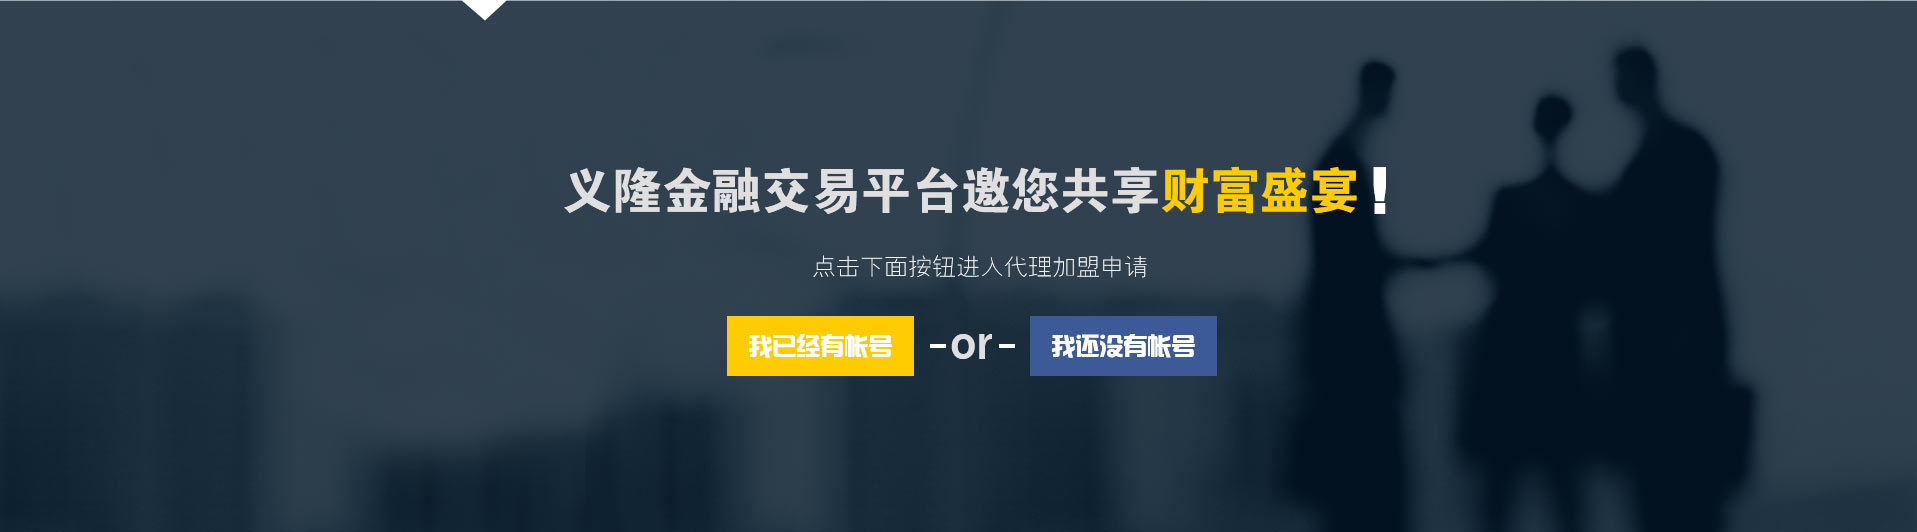 义隆金融交易平台邀您共享财富盛宴!
点击下面按钮进入代理加盟申请
我已经有帐号 -or- 我还没有帐号